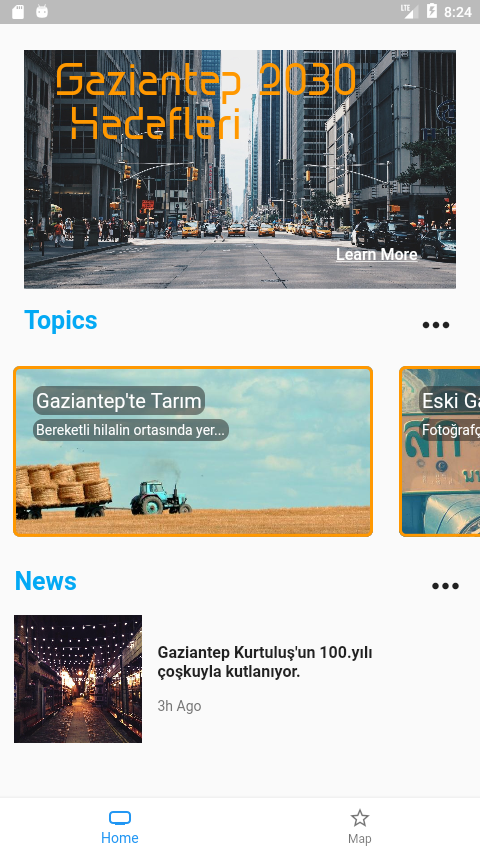 LTE 8:24
Gaziantep 2030
Hedefleri
Learn More
Topics
Gaziantep'te Tarım
Bereketli hilalin ortasında yer...
Eski Ga
Fotoğrafç
News
Gaziantep Kurtuluş'un 100.yılı
çoşkuyla kutlanıyor.
3h Ago
Home
Map